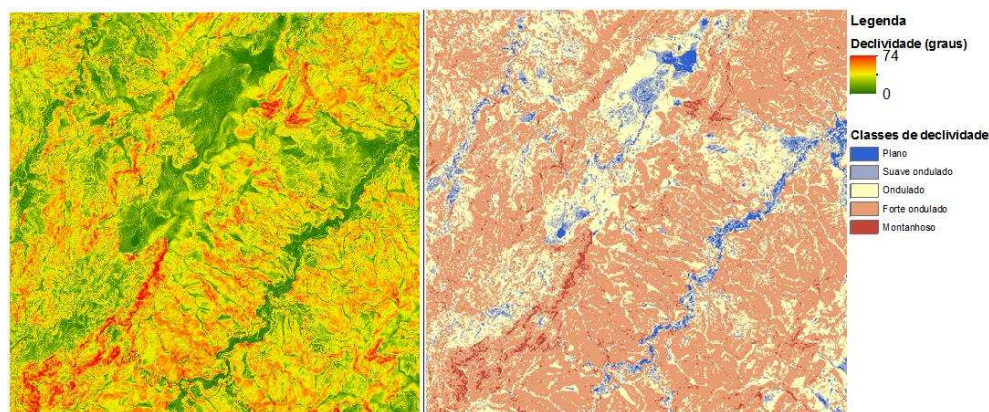 Legenda
Declividade (graus)
74
0
Classes de declividade
Plano
Suave ondulado
Ondulado
Forte ondulado
Montanhoso